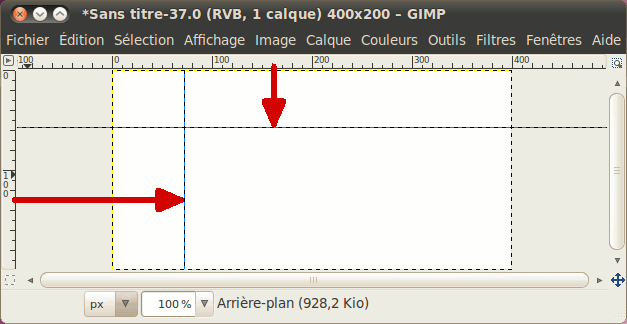 *Sans titre-37.0 (RVB, 1 calque) 400x200 – GIMP
Fichier Édition Sélection Affichage Image Calque Couleurs Outils Filtres Fenêtres Aide
-100 0 100 200 300 400
0
100
px 100 % Arrière-plan (928,2 Kio)